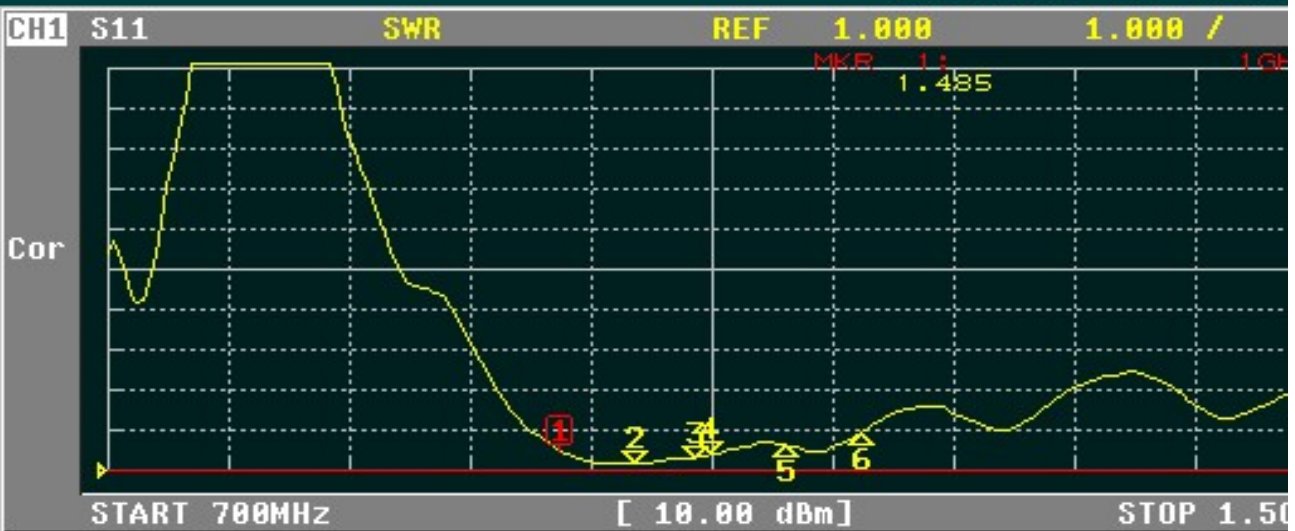 CH1 S11 SWR REF 1.000 1.000 /
MKR 1: 1GH
1.485
Cor
1 2 3 4 5 6
START 700MHz [ 10.00 dBm] STOP 1.50